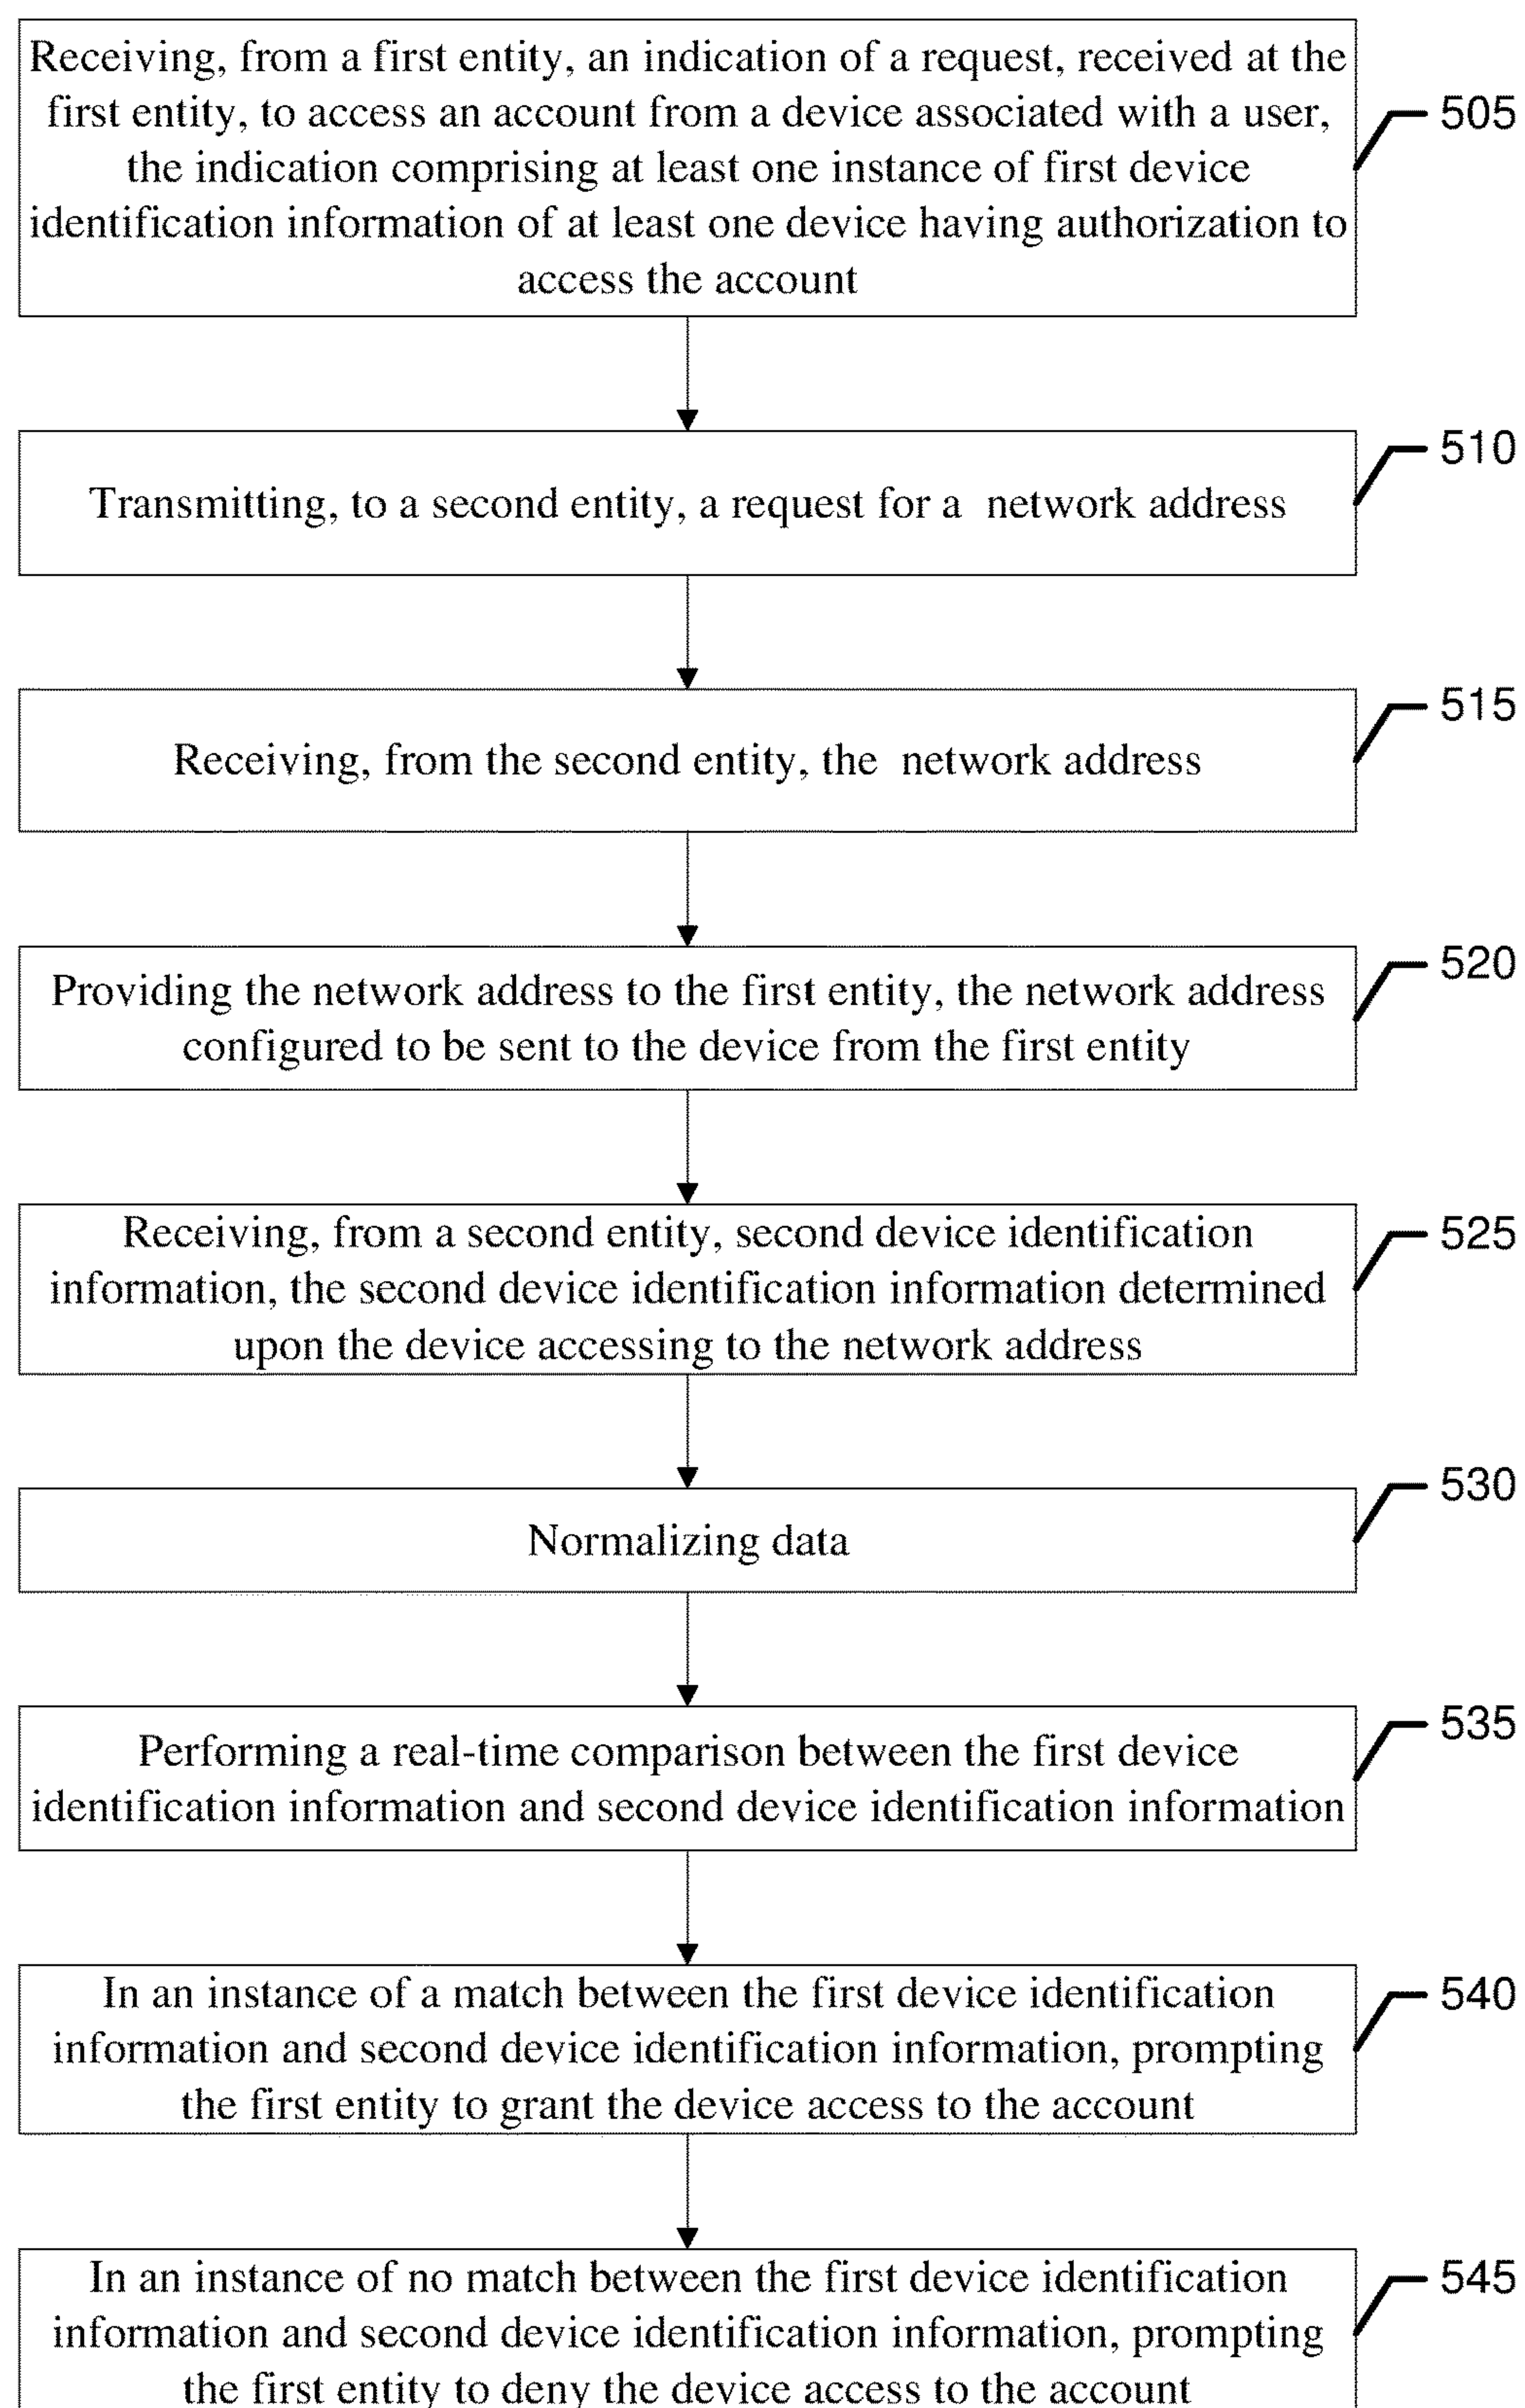 Receiving, from a first entity, an indication of a request, received at the
first entity, to access an account from a device associated with a user,
the indication comprising at least one instance of first device
identification information of at least one device having authorization to
access the account
505
Transmitting, to a second entity, a request for a network address
510
Receiving, from the second entity, the network address
515
Providing the network address to the first entity, the network address
configured to be sent to the device from the first entity
520
Receiving, from a second entity, second device identification
information, the second device identification information determined
upon the device accessing to the network address
525
Normalizing data
530
Performing a real-time comparison between the first device
identification information and second device identification information
535
In an instance of a match between the first device identification
information and second device identification information, prompting
the first entity to grant the device access to the account
540
In an instance of no match between the first device identification
information and second device identification information, prompting
the first entity to deny the device access to the account
545